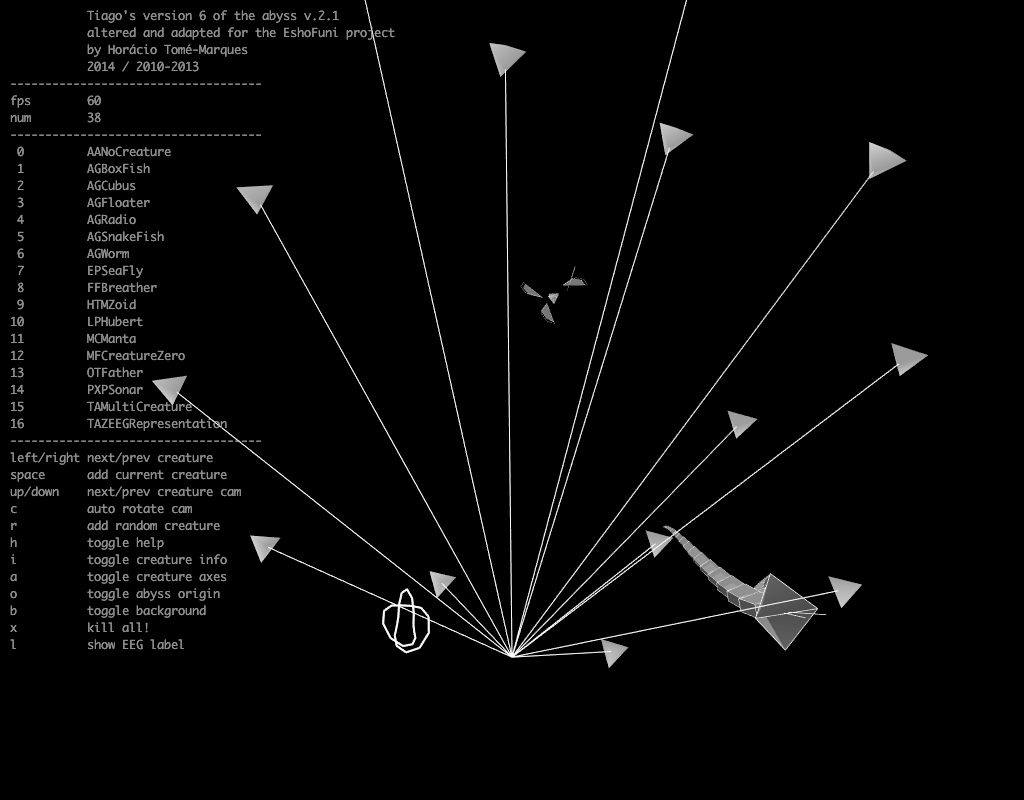 Tiago's version 6 of the abyss v.2.1
altered and adapted for the EshoFuni project
by Horácio Tomé-Marques
2014 / 2010-2013
------------------------------------
fps 60
num 38
------------------------------------
0 AANoCreature
1 AGBoxFish
2 AGCubus
3 AGFloater
4 AGRadio
5 AGSnakeFish
6 AGWorm
7 EPSeaFly
8 FFBreather
9 HTMZoid
10 LPHubert
11 MCManta
12 MFCreatureZero
13 OTFather
14 PXPSonar
15 TAMultiCreature
16 TAZEEGRepresentation
------------------------------------
left/right next/prev creature
space add current creature
up/down next/prev creature cam
c auto rotate cam
r add random creature
h toggle help
i toggle creature info
a toggle creature axes
o toggle abyss origin
b toggle background
x kill all!
l show EEG label